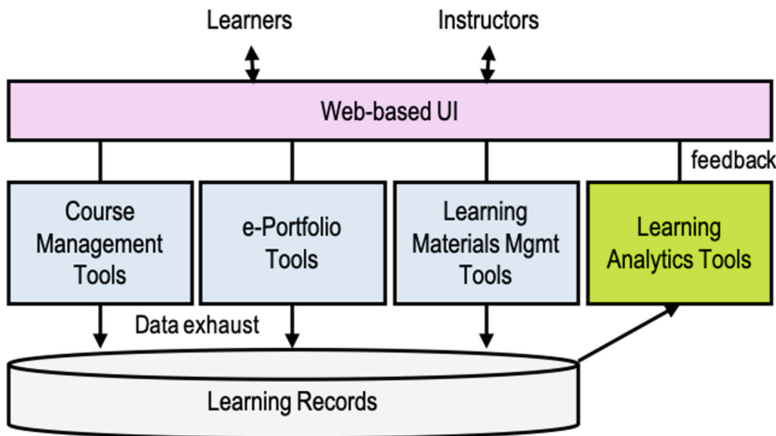 Learners
Instructors
Web-based UI
feedback
Course
Management
Tools
e-Portfolio
Tools
Learning
Materials Mgmt
Tools
Learning
Analytics Tools
Data exhaust
Learning Records